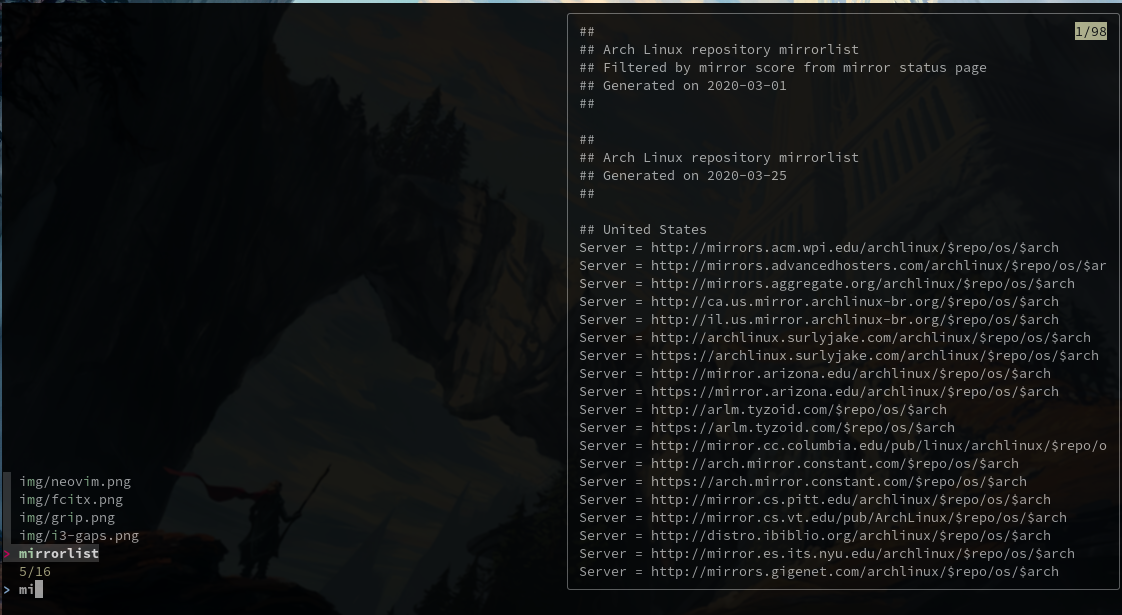 ##
1/98
## Arch Linux repository mirrorlist
## Filtered by mirror score from mirror status page
## Generated on 2020-03-01
##
##
## Arch Linux repository mirrorlist
## Generated on 2020-03-25
##
## United States
Server = http://mirrors.acm.wpi.edu/archlinux/$repo/os/$arch
Server = http://mirrors.advancedhosters.com/archlinux/$repo/os/$ar
Server = http://mirrors.aggregate.org/archlinux/$repo/os/$arch
Server = http://ca.us.mirror.archlinux-br.org/$repo/os/$arch
Server = http://il.us.mirror.archlinux-br.org/$repo/os/$arch
Server = http://archlinux.surlyjake.com/archlinux/$repo/os/$arch
Server = https://archlinux.surlyjake.com/archlinux/$repo/os/$arch
Server = http://mirror.arizona.edu/archlinux/$repo/os/$arch
Server = https://mirror.arizona.edu/archlinux/$repo/os/$arch
Server = http://arlm.tyzoid.com/$repo/os/$arch
Server = https://arlm.tyzoid.com/$repo/os/$arch
Server = http://mirror.cc.columbia.edu/pub/linux/archlinux/$repo/o
Server = http://arch.mirror.constant.com/$repo/os/$arch
Server = https://arch.mirror.constant.com/$repo/os/$arch
Server = http://mirror.cs.pitt.edu/archlinux/$repo/os/$arch
Server = http://mirror.cs.vt.edu/pub/ArchLinux/$repo/os/$arch
Server = http://distro.ibiblio.org/archlinux/$repo/os/$arch
Server = http://mirror.es.its.nyu.edu/archlinux/$repo/os/$arch
Server = http://mirrors.gigenet.com/archlinux/$repo/os/$arch
img/neovim.png
img/fcitx.png
img/grip.png
img/i3-gaps.png
> mirrorlist
5/16
> mi